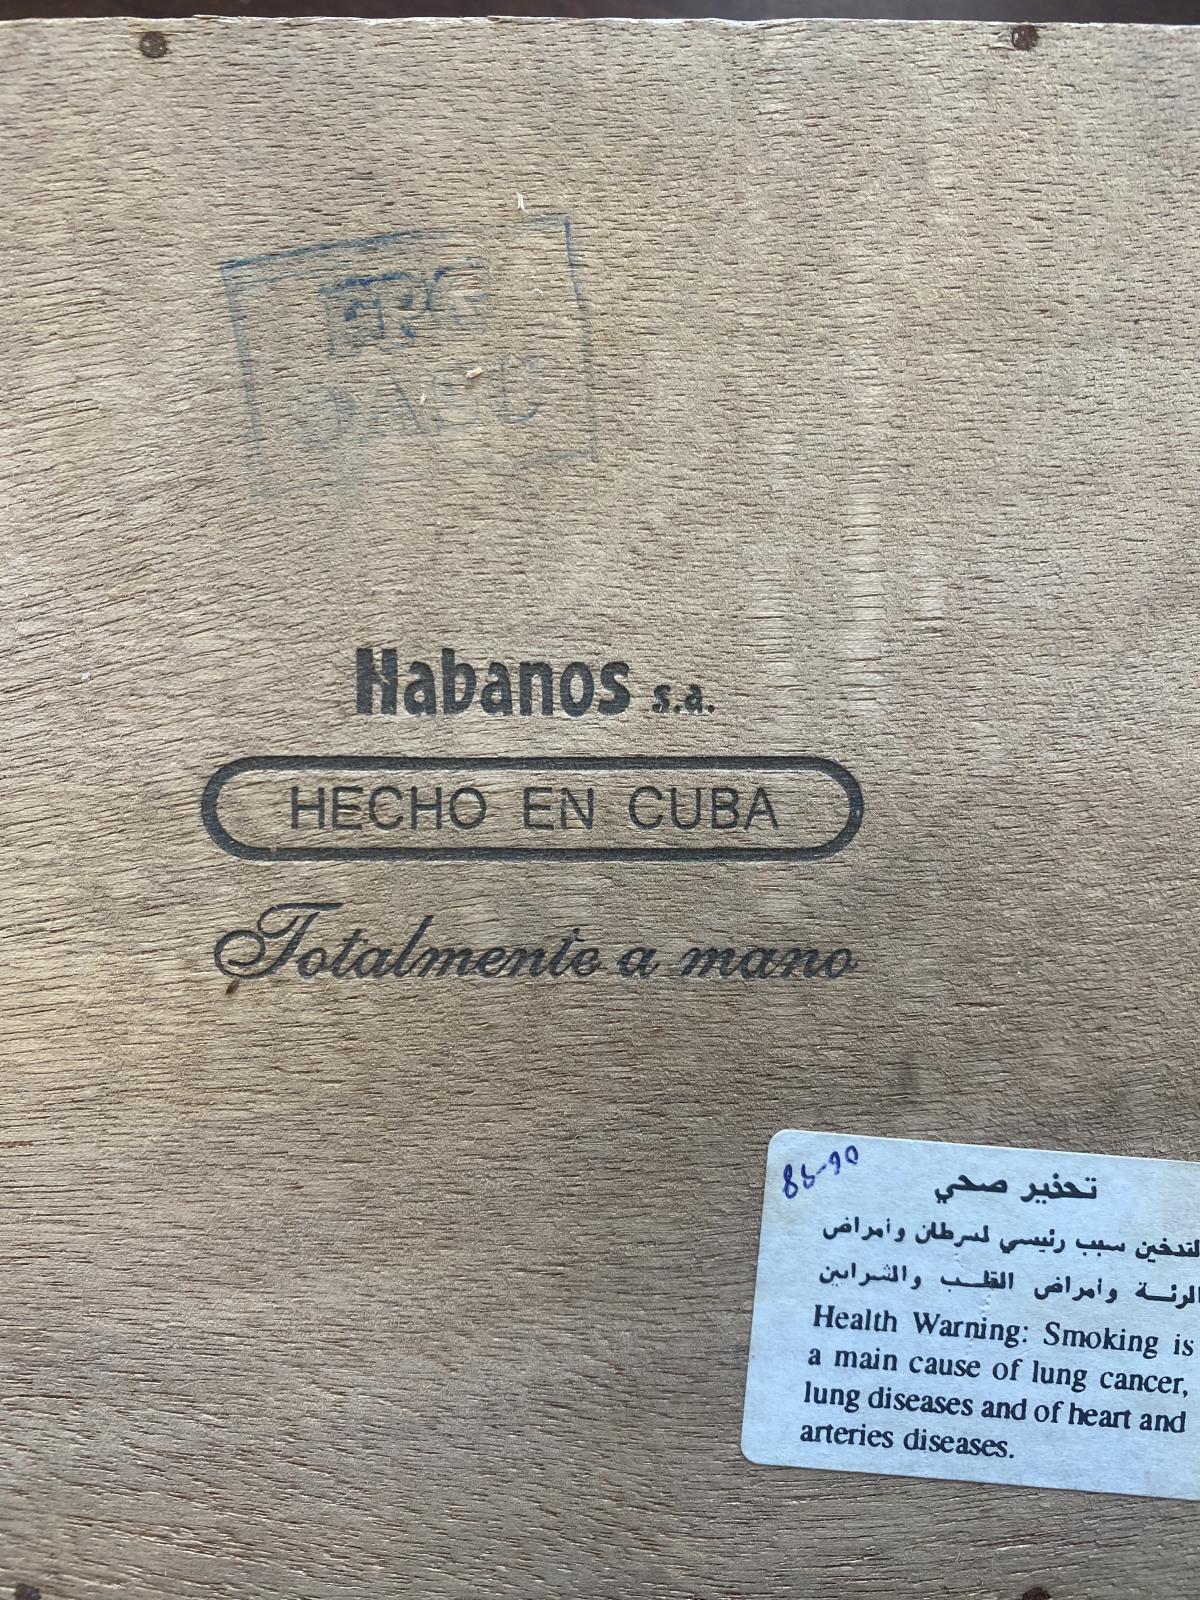 Habanos s.a.
HECHO EN CUBA
Totalmente a mano
تحذير صحي
التدخين سبب رئيسي لسرطان وأمراض
الرئة وأمراض القلب والشرايين
Health Warning: Smoking is
a main cause of lung cancer,
lung diseases and of heart and
arteries diseases.